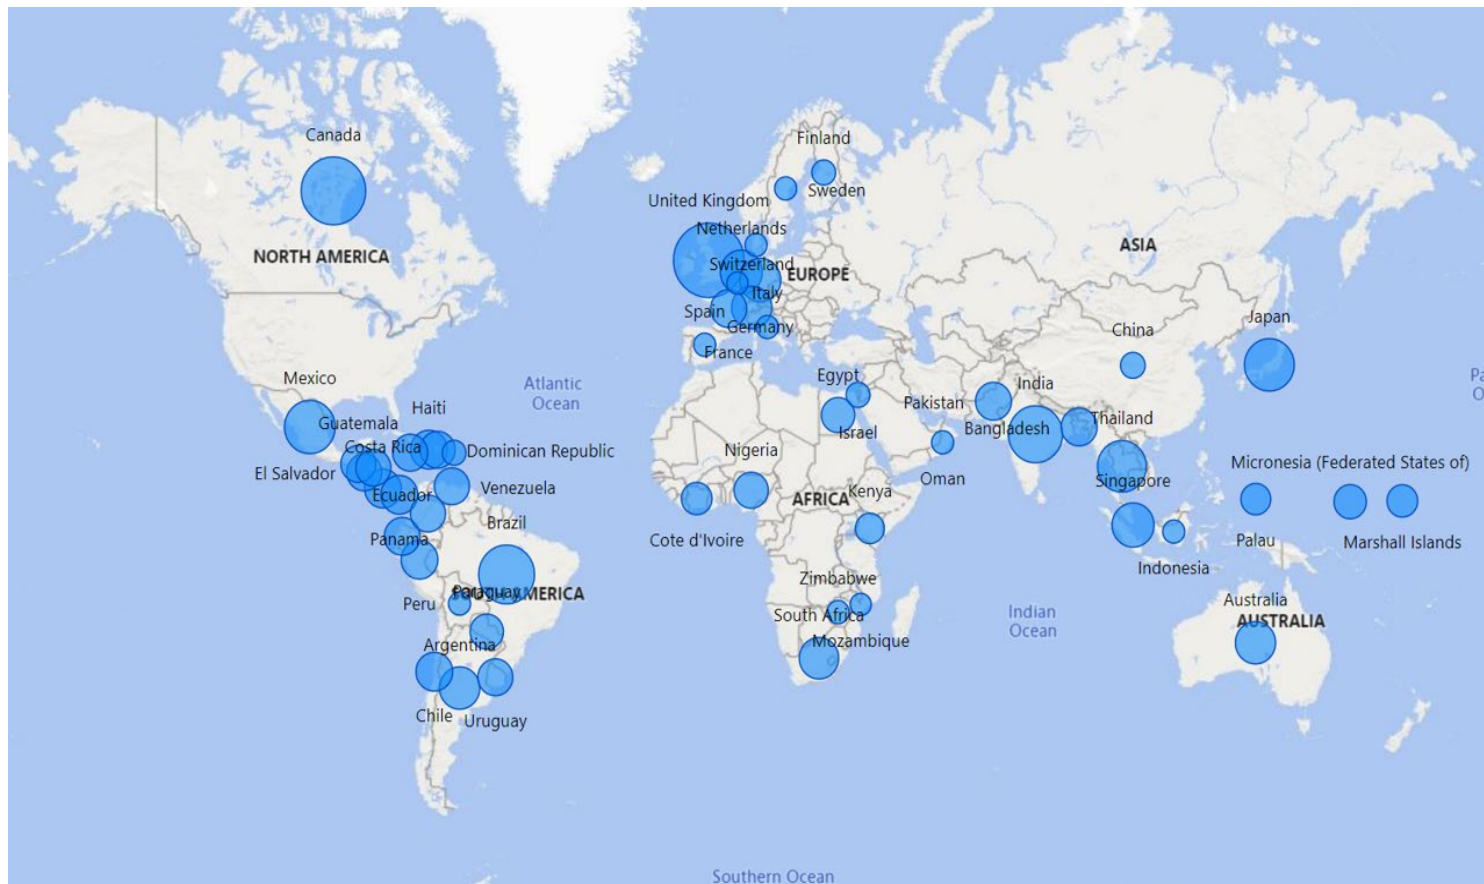 Canada
Finland
Sweden
United Kingdom
Netherlands
NORTH AMERICA
ASIA
Switzerland
EUROPE
Italy
Spain
Germany
France
China
Japan
Mexico
Atlantic
Ocean
Egypt
India
Guatemala
Haiti
Pakistan
Thailand
Bangladesh
Israel
Costa Rica
Dominican Republic
Nigeria
El Salvador
Oman
Micronesia (Federated States of)
Singapore
Ecuador
Venezuela
AFRICA
Kenya
Brazil
Panama
Cote d'Ivoire
Palau
Marshall Islands
Indonesia
Zimbabwe
Paraguay
SOUTH AMERICA
Peru
South Africa
Indian
Ocean
Australia
AUSTRALIA
Mozambique
Argentina
Chile
Uruguay
Southern Ocean